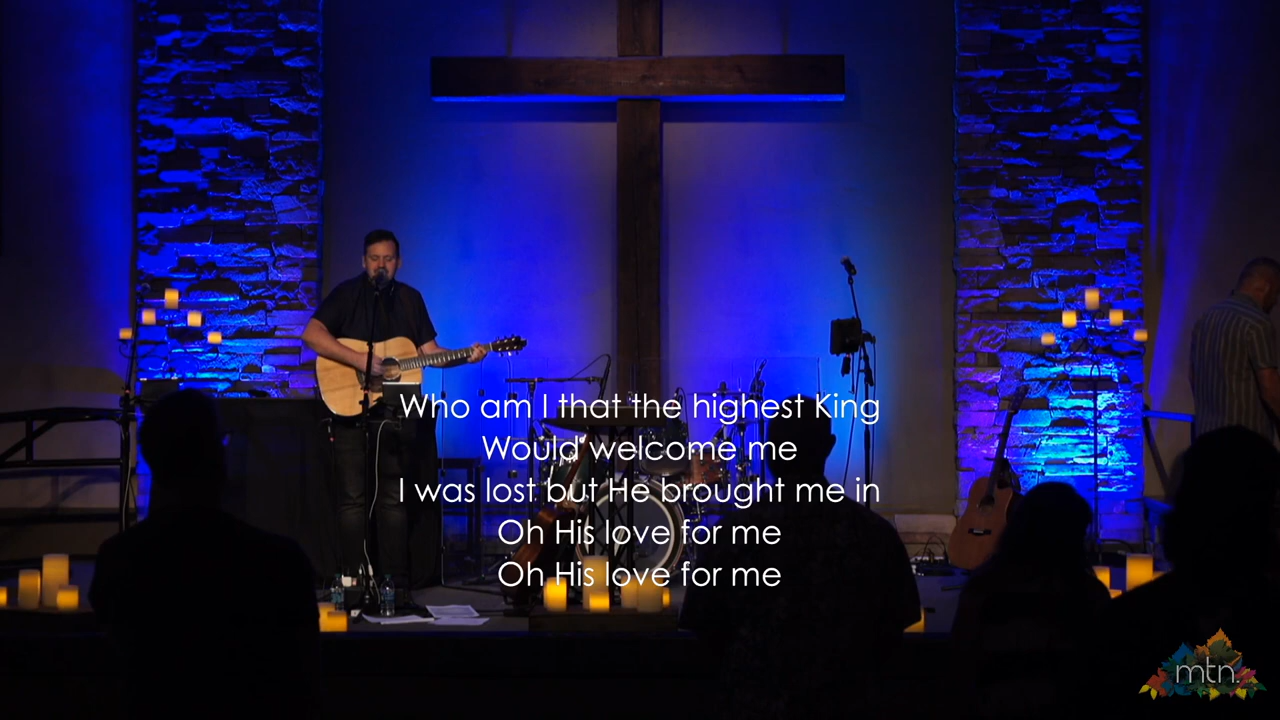 Who am I that the highest King
Would welcome me
I was lost but He brought me in
Oh His love for me
Oh His love for me
mtn.